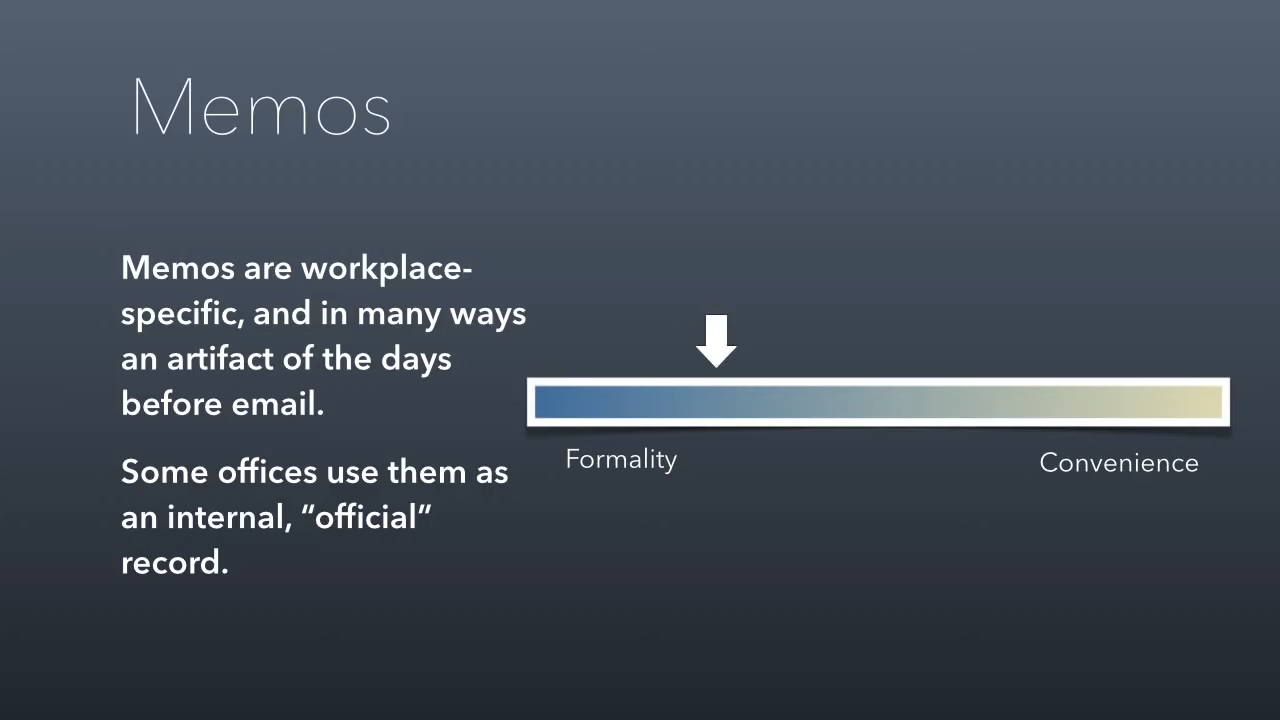 Memos
Memos are workplace-
specific, and in many ways
an artifact of the days
before email.
Some offices use them as
an internal, “official”
record.
Formality
Convenience